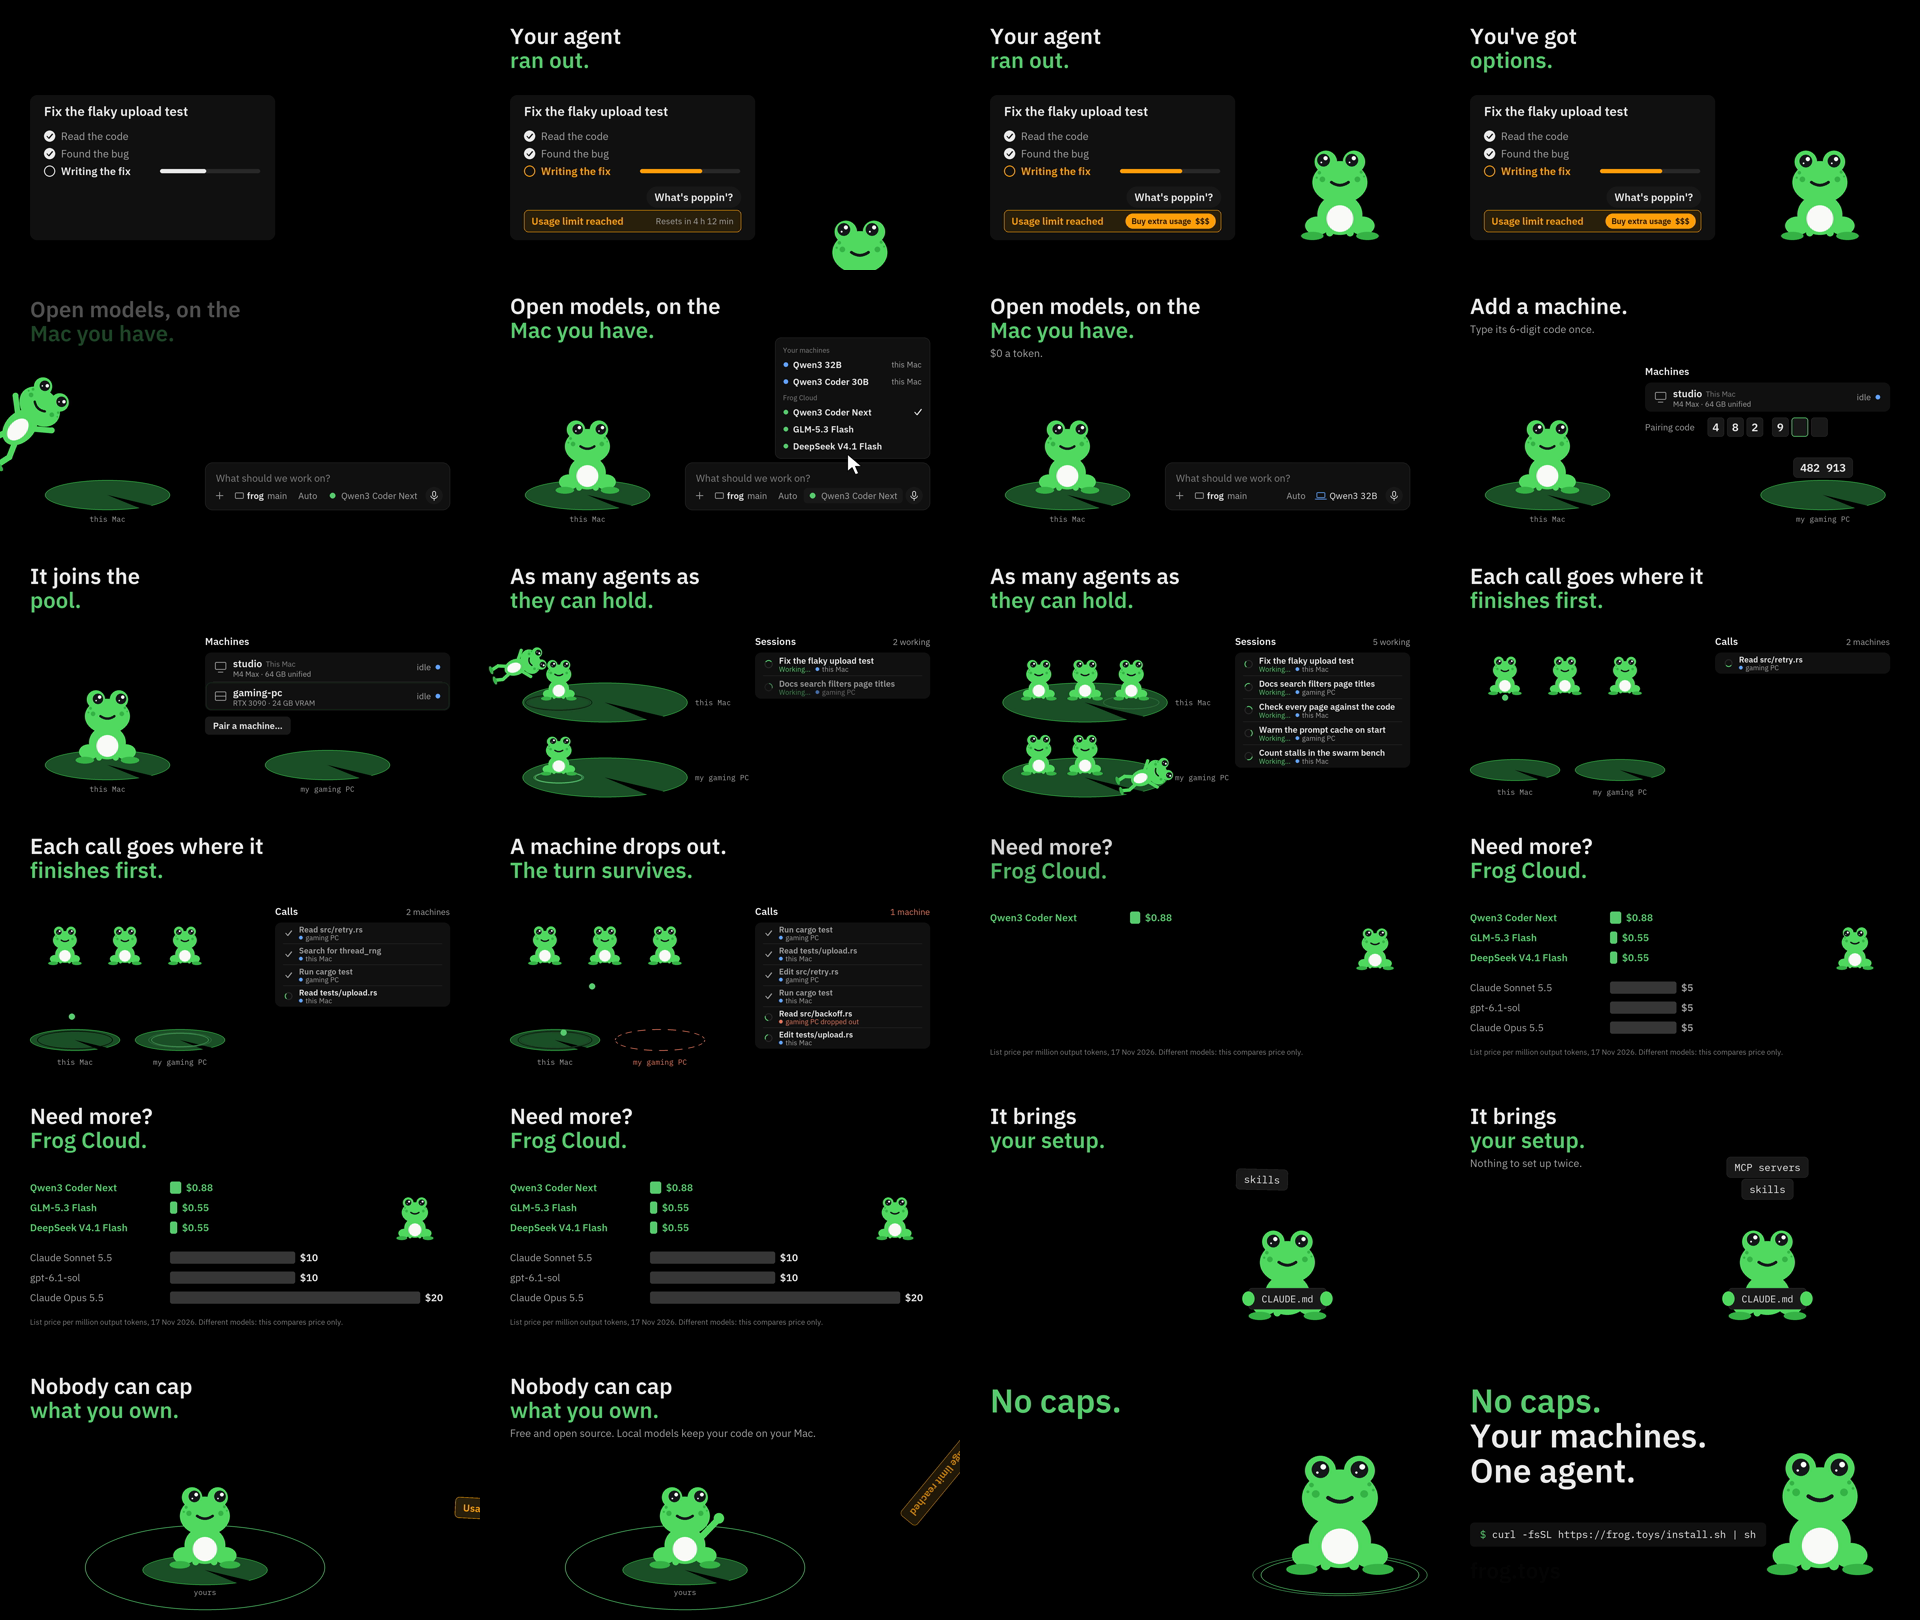 Fix the flaky upload test
Read the code
Found the bug
Writing the fix
Your agent
ran out.
Fix the flaky upload test
Read the code
Found the bug
Writing the fix
What's poppin'?
Usage limit reached Resets in 4 h 12 min
Your agent
ran out.
Fix the flaky upload test
Read the code
Found the bug
Writing the fix
What's poppin'?
Usage limit reached Buy extra usage $$$
You've got
options.
Fix the flaky upload test
Read the code
Found the bug
Writing the fix
What's poppin'?
Usage limit reached Buy extra usage $$$
Open models, on the
Mac you have.
What should we work on?
+ frog main Auto Qwen3 Coder Next
this Mac
Open models, on the
Mac you have.
Your machines
Qwen3 32B this Mac
Qwen3 Coder 30B this Mac
Frog Cloud
Qwen3 Coder Next
GLM-5.3 Flash
DeepSeek V4.1 Flash
What should we work on?
+ frog main Auto Qwen3 Coder Next
this Mac
Open models, on the
Mac you have.
$0 a token.
What should we work on?
+ frog main Auto Qwen3 32B
this Mac
Add a machine.
Type its 6-digit code once.
Machines
studio This Mac idle
M4 Max · 64 GB unified
Pairing code 4 8 2 9
482 913
this Mac my gaming PC
It joins the
pool.
Machines
studio This Mac idle
M4 Max · 64 GB unified
gaming-pc idle
RTX 3090 · 24 GB VRAM
Pair a machine...
this Mac my gaming PC
As many agents as
they can hold.
Sessions 2 working
Fix the flaky upload test
Working... this Mac
Docs search filters page titles
Working... gaming PC
this Mac
my gaming PC
As many agents as
they can hold.
Sessions 5 working
Fix the flaky upload test
Working... this Mac
Docs search filters page titles
Working... gaming PC
Check every page against the code
Working... this Mac
Warm the prompt cache on start
Working... gaming PC
Count stalls in the swarm bench
Working... this Mac
this Mac
my gaming PC
Each call goes where it
finishes first.
Calls 2 machines
Read src/retry.rs
gaming PC
this Mac my gaming PC
Each call goes where it
finishes first.
Calls 2 machines
Read src/retry.rs
gaming PC
Search for thread_rng
this Mac
Run cargo test
gaming PC
Read tests/upload.rs
this Mac
this Mac my gaming PC
A machine drops out.
The turn survives.
Calls 1 machine
Run cargo test
gaming PC
Read tests/upload.rs
this Mac
Edit src/retry.rs
gaming PC
Run cargo test
this Mac
Read src/backoff.rs
gaming PC dropped out
Edit tests/upload.rs
this Mac
this Mac my gaming PC
Need more?
Frog Cloud.
Qwen3 Coder Next $0.88
List price per million output tokens, 17 Nov 2026. Different models: this compares price only.
Need more?
Frog Cloud.
Qwen3 Coder Next $0.88
GLM-5.3 Flash $0.55
DeepSeek V4.1 Flash $0.55
Claude Sonnet 5.5 $5
gpt-6.1-sol $5
Claude Opus 5.5 $5
List price per million output tokens, 17 Nov 2026. Different models: this compares price only.
Need more?
Frog Cloud.
Qwen3 Coder Next $0.88
GLM-5.3 Flash $0.55
DeepSeek V4.1 Flash $0.55
Claude Sonnet 5.5 $10
gpt-6.1-sol $10
Claude Opus 5.5 $20
List price per million output tokens, 17 Nov 2026. Different models: this compares price only.
Need more?
Frog Cloud.
Qwen3 Coder Next $0.88
GLM-5.3 Flash $0.55
DeepSeek V4.1 Flash $0.55
Claude Sonnet 5.5 $10
gpt-6.1-sol $10
Claude Opus 5.5 $20
List price per million output tokens, 17 Nov 2026. Different models: this compares price only.
It brings
your setup.
skills
CLAUDE.md
It brings
your setup.
Nothing to set up twice.
MCP servers
skills
CLAUDE.md
Nobody can cap
what you own.
Usa
yours
Nobody can cap
what you own.
Free and open source. Local models keep your code on your Mac.
ge limit reached
yours
No caps.
No caps.
Your machines.
One agent.
$ curl -fsSL https://frog.toys/install.sh | sh
frog.toys